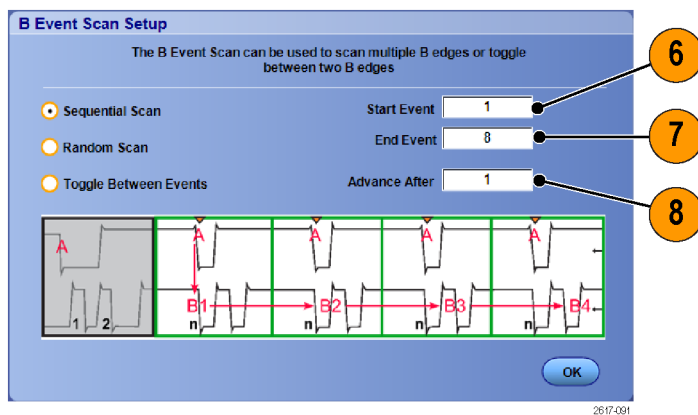 B Event Scan Setup
The B Event Scan can be used to scan multiple B edges or toggle
between two B edges
Sequential Scan
Random Scan
Toggle Between Events
Start Event 1
End Event 8
Advance After 1
6
7
8
A A A A A
B1 B2 B3 B4
1 2 n n n n
OK
2617-091